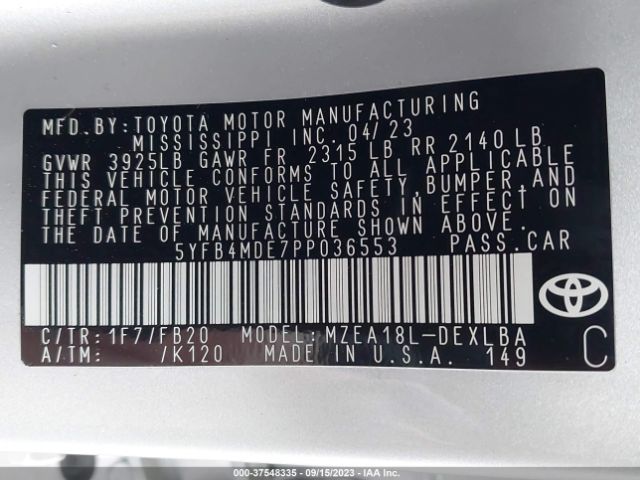 MFD.BY:TOYOTA MOTOR MANUFACTURING
MISSISSIPPI INC. 04/23
GVWR 3925LB GAWR FR 2315 LB RR 2140 LB
THIS VEHICLE CONFORMS TO ALL APPLICABLE
FEDERAL MOTOR VEHICLE SAFETY,BUMPER,AND
THEFT PREVENTION STANDARDS IN EFFECT ON
THE DATE OF MANUFACTURE SHOWN ABOVE.
5YFB4MDE7PP036553 PASS.CAR
C/TR:1F7/FB20 MODEL:MZEA18L-DEXLBA
A/TM: /K120 MADE IN U.S.A. 149
C
000-37548335 - 09/15/2023 - IAAI.COM